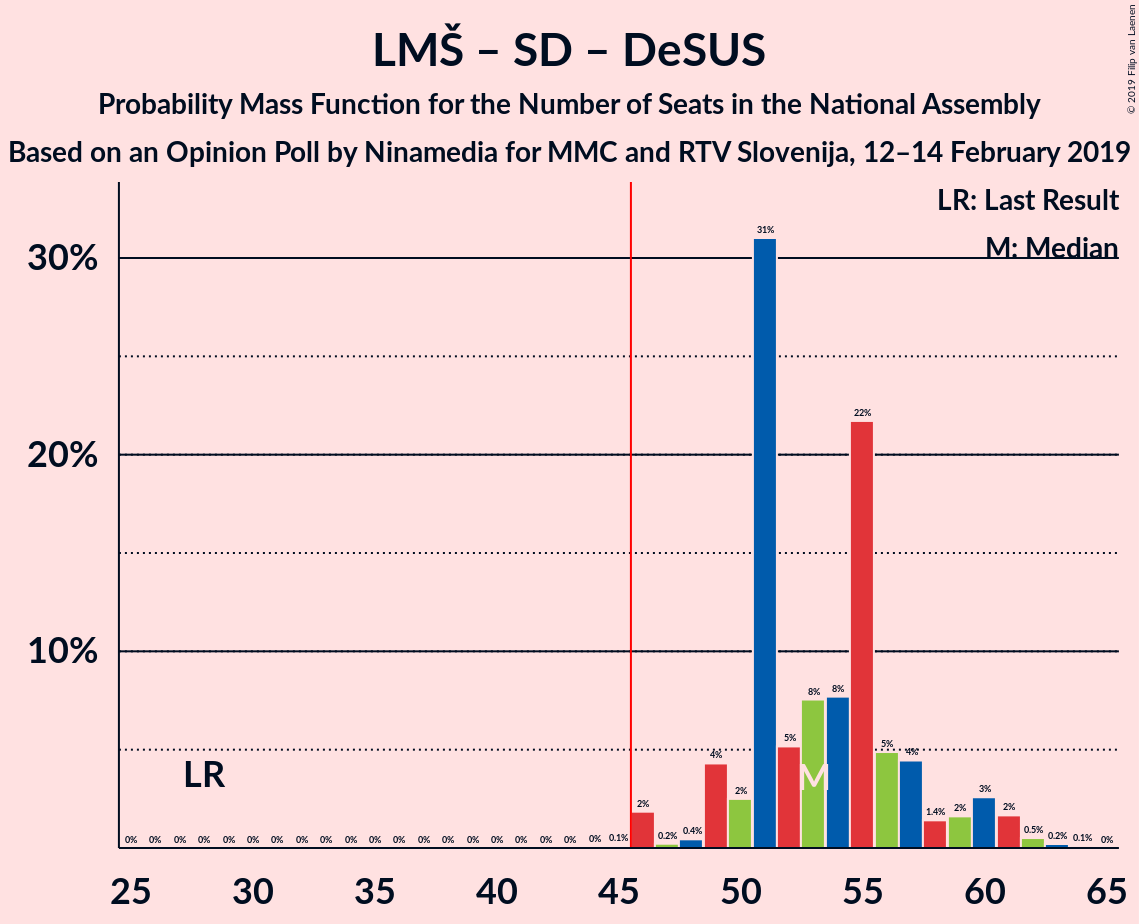 LMŠ – SD – DeSUS
Probability Mass Function for the Number of Seats in the National Assembly
Based on an Opinion Poll by Ninamedia for MMC and RTV Slovenija, 12–14 February 2019
© 2019 Filip van Laenen
LR: Last Result
M: Median
30%
20%
10%
31%
22%
8% 8%
5% 5% 4%
4%
2% 2% 3%
0.2% 0.4% 1.4% 2% 2%
0% 0% 0% 0% 0% 0% 0% 0% 0% 0% 0% 0% 0% 0% 0% 0% 0% 0% 0% 0% 0.1% 0.5% 0.2% 0.1% 0%
LR
M
25 30 35 40 45 50 55 60 65